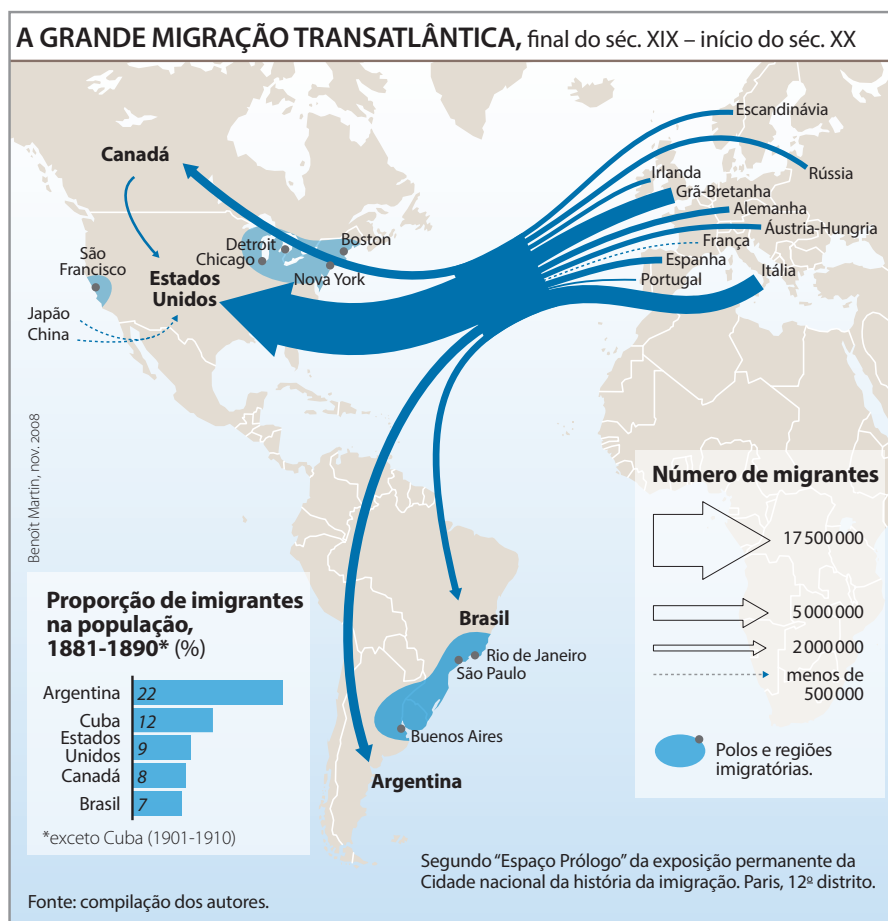 A GRANDE MIGRAÇÃO TRANSATLÂNTICA, final do séc. XIX – início do séc. XX
Escandinávia
Canadá
Irlanda
Rússia
Grã-Bretanha
Alemanha
Áustria-Hungria
França
Espanha
Itália
Portugal
Detroit
Boston
Chicago
Nova York
São
Francisco
Estados
Unidos
Japão
China
Benoît Martin, nov. 2008
Número de migrantes
17 500 000
5 000 000
2 000 000
menos de
500 000
Polos e regiões
imigratórias.
Brasil
Rio de Janeiro
São Paulo
Buenos Aires
Argentina
Proporção de imigrantes
na população,
1881-1890* (%)
Argentina 22
Cuba 12
Estados
Unidos 9
Canadá 8
Brasil 7
*exceto Cuba (1901-1910)
Segundo “Espaço Prólogo” da exposição permanente da
Cidade nacional da história da imigração. Paris, 12º distrito.
Fonte: compilação dos autores.